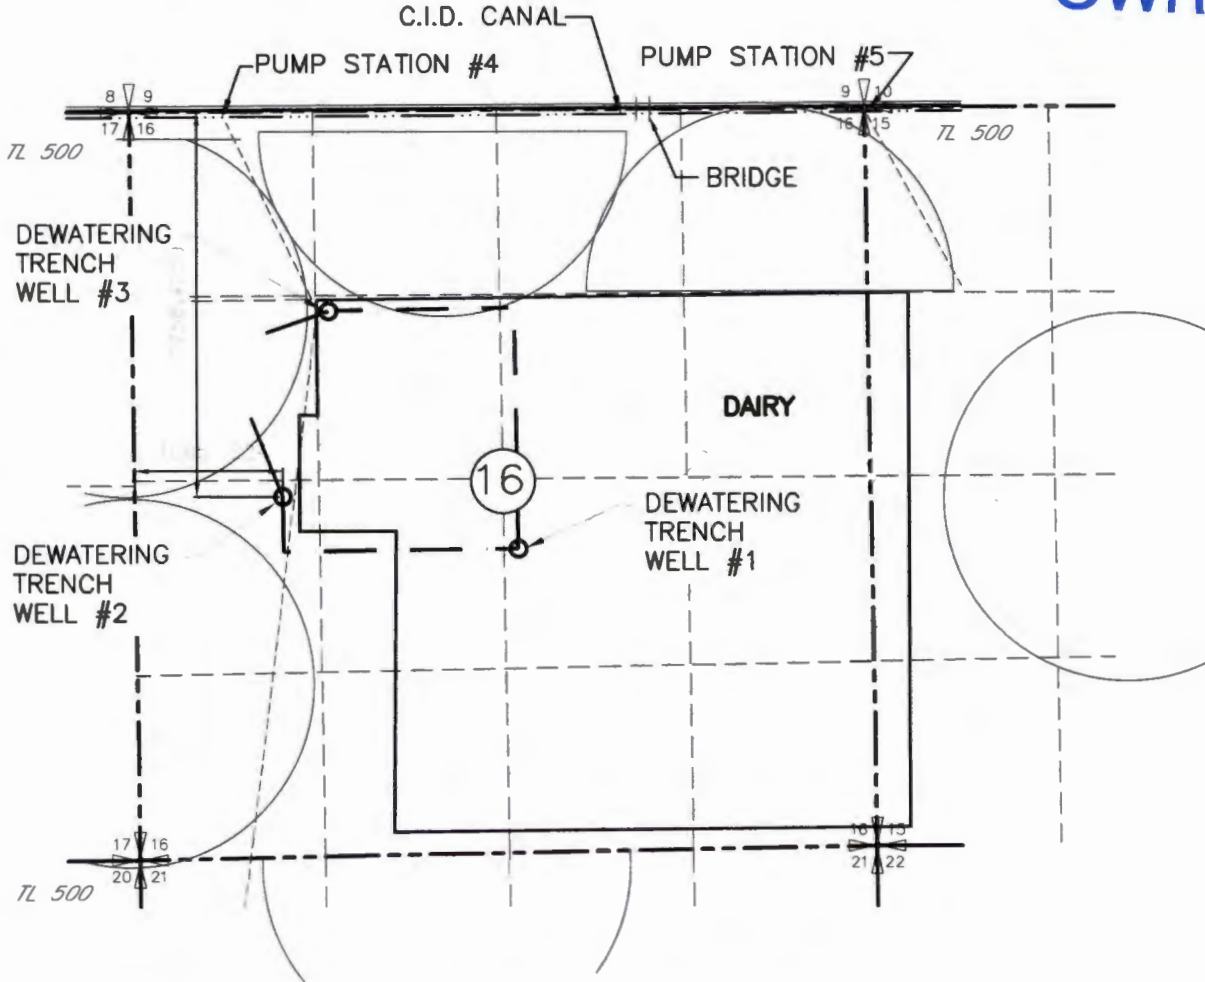 C.I.D. CANAL
PUMP STATION #4
PUMP STATION #5
8 9
9 10
17 16
16 15
TL 500
TL 500
BRIDGE
DEWATERING
TRENCH
WELL #3
DAIRY
16
DEWATERING
TRENCH
WELL #1
DEWATERING
TRENCH
WELL #2
17 16
16 15
20 21
21 22
TL 500